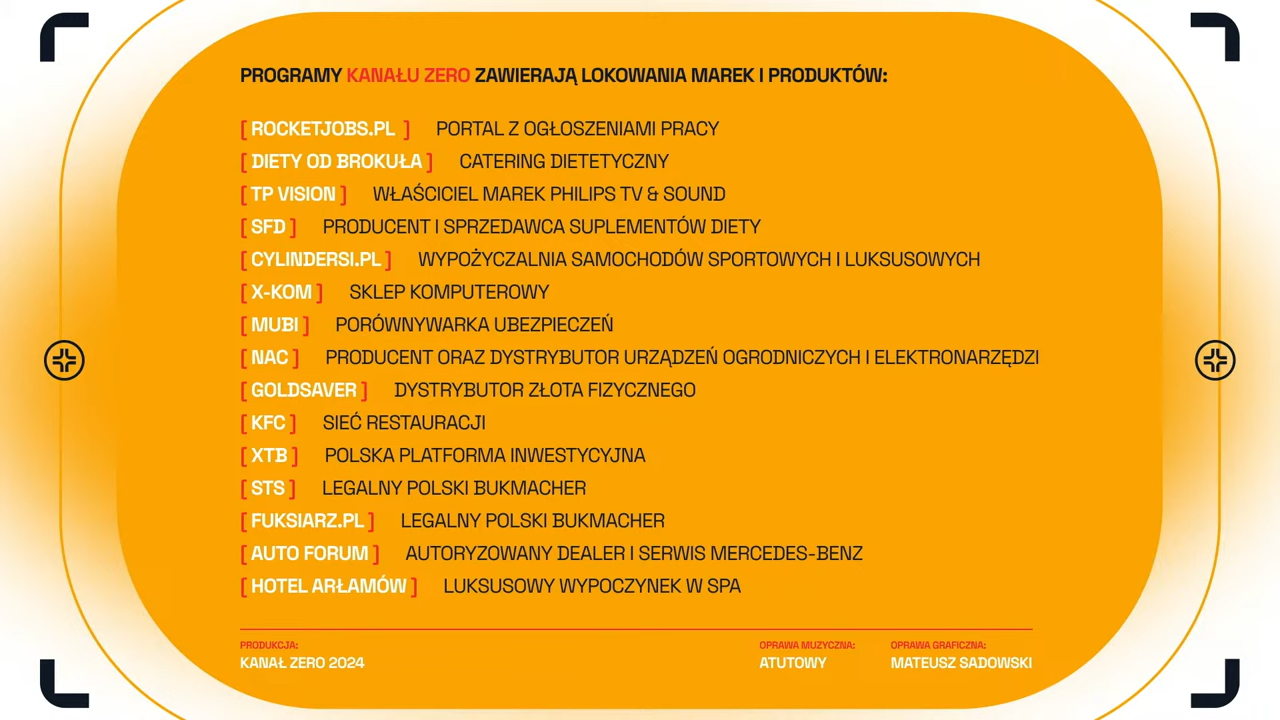 PROGRAMY KANAŁU ZERO ZAWIERAJĄ LOKOWANIA MAREK I PRODUKTÓW:
[ ROCKETJOBS.PL ] PORTAL Z OGŁOSZENIAMI PRACY
[ DIETY OD BROKUŁA ] CATERING DIETETYCZNY
[ TP VISION ] WŁAŚCICIEL MAREK PHILIPS TV & SOUND
[ SFD ] PRODUCENT I SPRZEDAWCA SUPLEMENTÓW DIETY
[ CYLINDERSI.PL ] WYPOŻYCZALNIA SAMOCHODÓW SPORTOWYCH I LUKSUSOWYCH
[ X-KOM ] SKLEP KOMPUTEROWY
[ MUBI ] PORÓWNYWARKA UBEZPIECZEŃ
[ NAC ] PRODUCENT ORAZ DYSTRYBUTOR URZĄDZEŃ OGRODNICZYCH I ELEKTRONARZĘDZI
[ GOLDSAVER ] DYSTRYBUTOR ZŁOTA FIZYCZNEGO
[ KFC ] SIEĆ RESTAURACJI
[ XTB ] POLSKA PLATFORMA INWESTYCYJNA
[ STS ] LEGALNY POLSKI BUKMACHER
[ FUKSIARZ.PL ] LEGALNY POLSKI BUKMACHER
[ AUTO FORUM ] AUTORYZOWANY DEALER I SERWIS MERCEDES-BENZ
[ HOTEL ARŁAMÓW ] LUKSUSOWY WYPOCZYNEK W SPA
PRODUKCJA:
KANAŁ ZERO 2024
OPRAWA MUZYCZNA:
ATUTOWY
OPRAWA GRAFICZNA:
MATEUSZ SADOWSKI